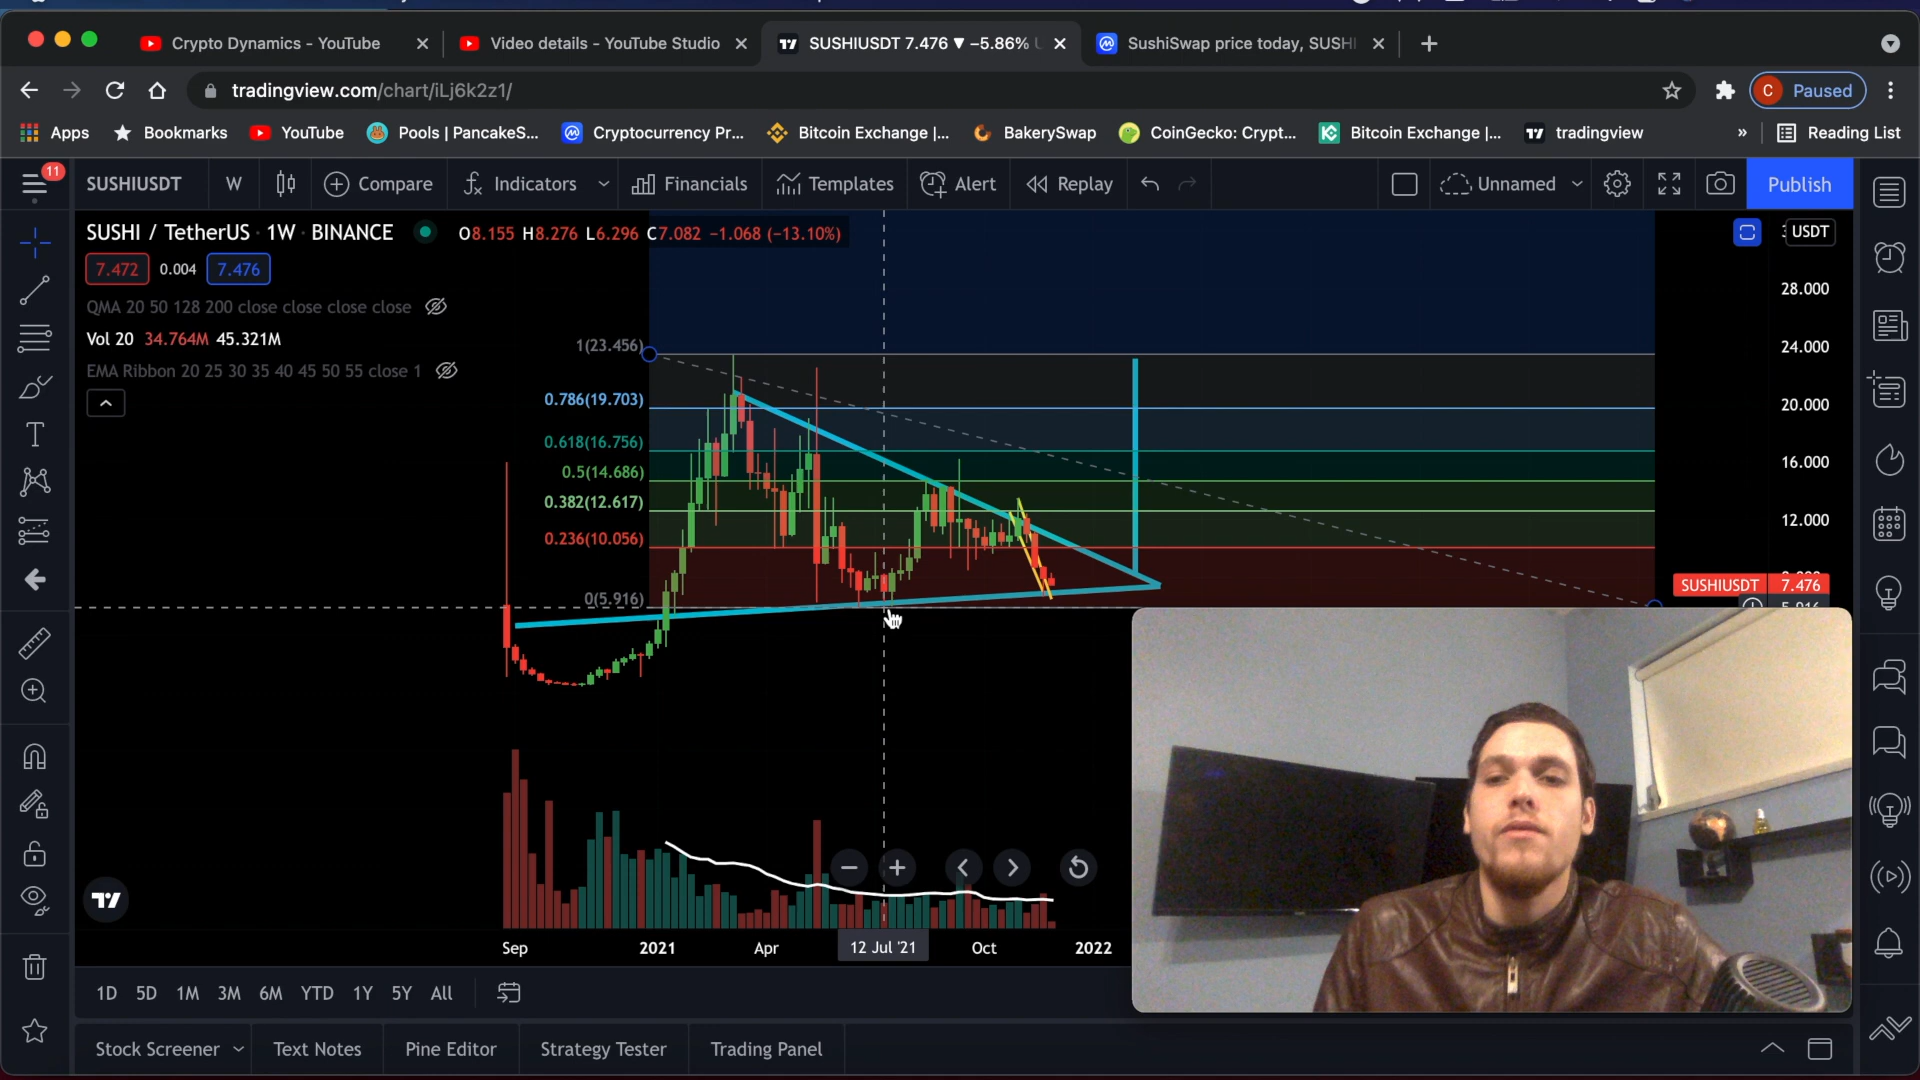 Crypto Dynamics - YouTube
Video details - YouTube Studio
SUSHIUSDT 7.476 ▼ −5.86%
SushiSwap price today, SUSHI
tradingview.com/chart/iLj6k2z1/
C Paused
Apps Bookmarks YouTube Pools | PancakeS... Cryptocurrency Pr... Bitcoin Exchange |... BakerySwap CoinGecko: Crypt... Bitcoin Exchange |... tradingview » Reading List
11
SUSHIUSDT W Compare Indicators Financials Templates Alert Replay Unnamed Publish
SUSHI / TetherUS · 1W · BINANCE O8.155 H8.276 L6.296 C7.082 −1.068 (−13.10%)
USDT
7.472 0.004 7.476
28.000
QMA 20 50 128 200 close close close close
Vol 20 34.764M 45.321M
1(23.456)
24.000
EMA Ribbon 20 25 30 35 40 45 50 55 close 1
0.786(19.703)
20.000
0.618(16.756)
16.000
0.5(14.686)
0.382(12.617)
12.000
0.236(10.056)
SUSHIUSDT 7.476
0(5.916)
Sep 2021 Apr 12 Jul '21 Oct 2022
1D 5D 1M 3M 6M YTD 1Y 5Y All
Stock Screener Text Notes Pine Editor Strategy Tester Trading Panel